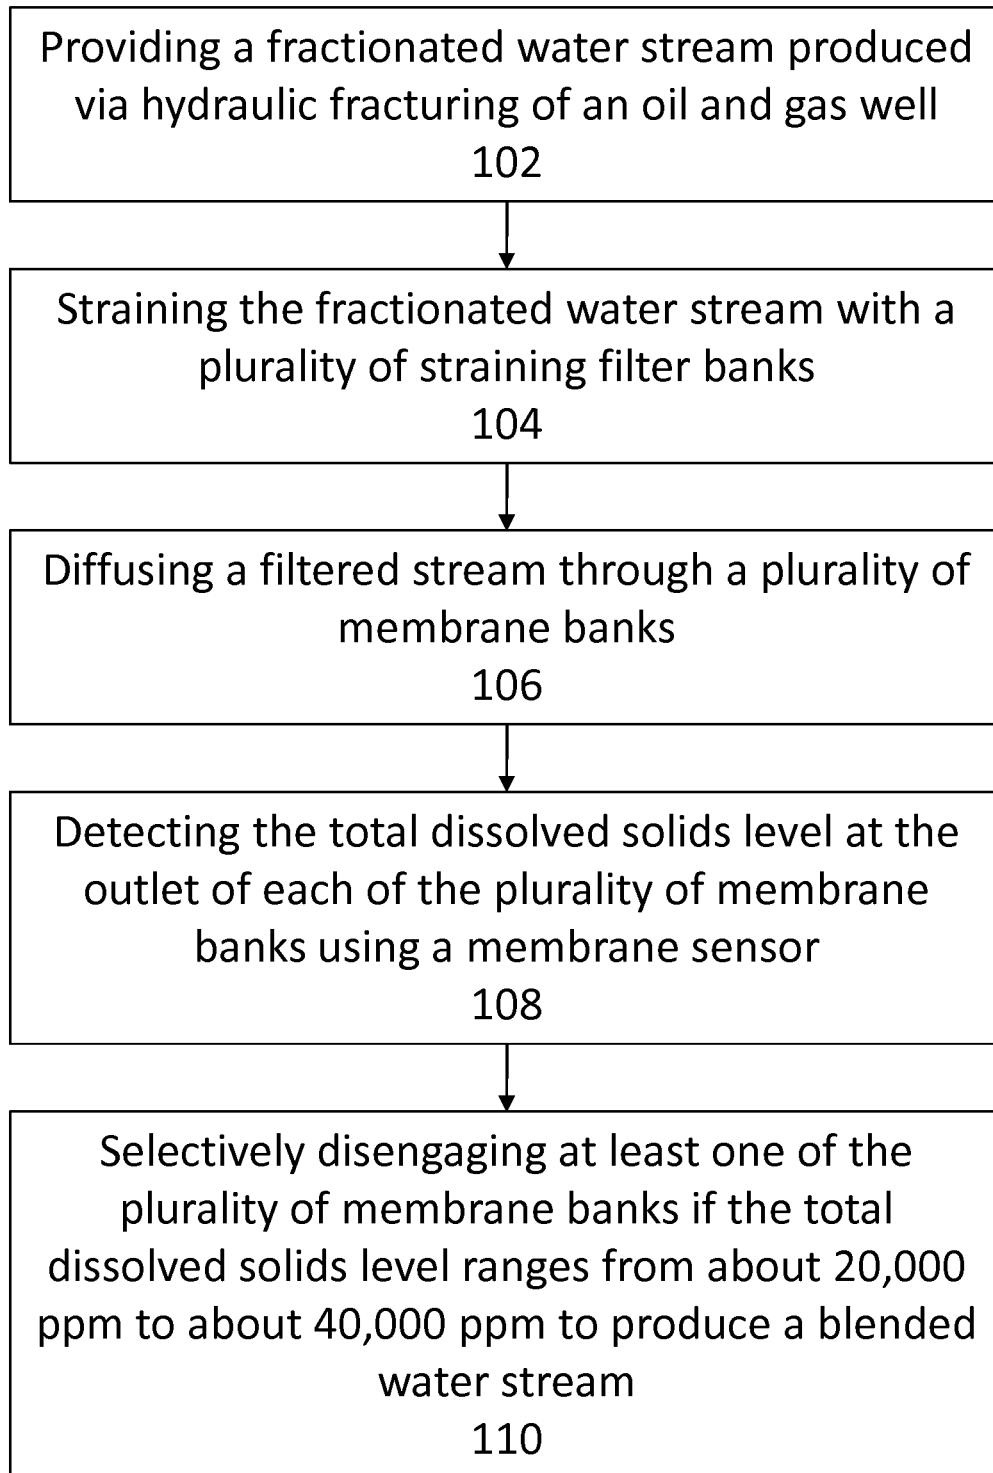 Providing a fractionated water stream produced
via hydraulic fracturing of an oil and gas well
102
Straining the fractionated water stream with a
plurality of straining filter banks
104
Diffusing a filtered stream through a plurality of
membrane banks
106
Detecting the total dissolved solids level at the
outlet of each of the plurality of membrane
banks using a membrane sensor
108
Selectively disengaging at least one of the
plurality of membrane banks if the total
dissolved solids level ranges from about 20,000
ppm to about 40,000 ppm to produce a blended
water stream
110